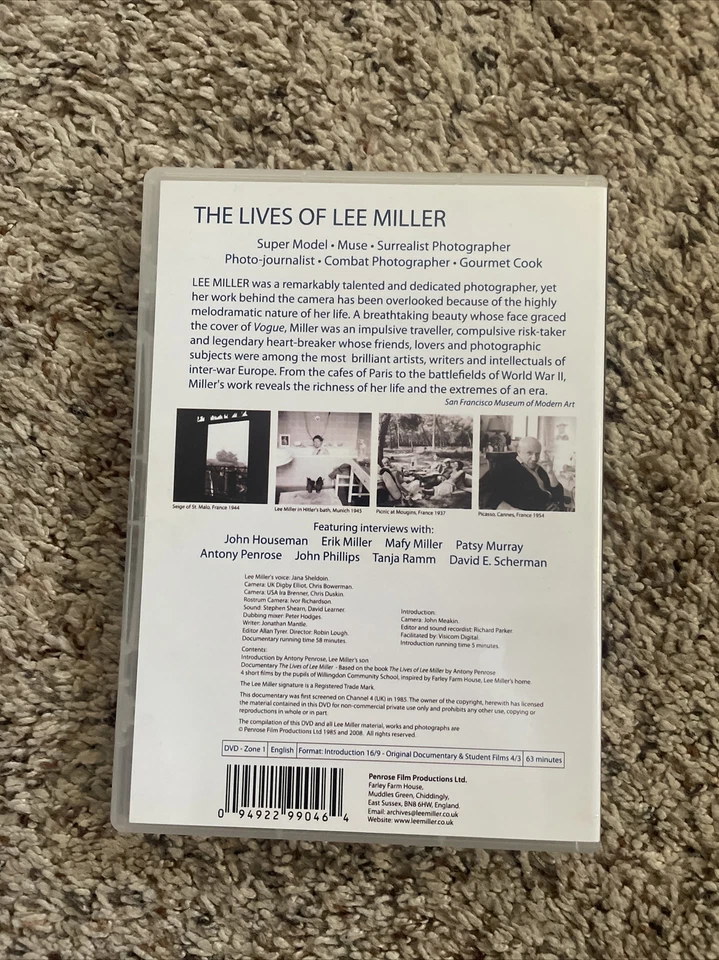 THE LIVES OF LEE MILLER
Super Model • Muse • Surrealist Photographer
Photo-journalist • Combat Photographer • Gourmet Cook
LEE MILLER was a remarkably talented and dedicated photographer, yet
her work behind the camera has been overlooked because of the highly
melodramatic nature of her life. A breathtaking beauty whose face graced
the cover of Vogue, Miller was an impulsive traveller, compulsive risk-taker
and legendary heart-breaker whose friends, lovers and photographic
subjects were among the most brilliant artists, writers and intellectuals of
inter-war Europe. From the cafes of Paris to the battlefields of World War II,
Miller's work reveals the richness of her life and the extremes of an era.
San Francisco Museum of Modern Art
Seige of St. Malo, France 1944
Lee Miller in Hitler's bath, Munich 1945
Picnic at Mougins, France 1937
Picasso, Cannes, France 1954
Featuring interviews with:
John Houseman Erik Miller Mafy Miller Patsy Murray
Antony Penrose John Phillips Tanja Ramm David E. Scherman
Lee Miller's voice: Jana Sheldoin.
Camera: UK Digby Elliot, Chris Bowerman.
Camera: USA Ira Brenner, Chris Duskin.
Rostrum Camera: Ivor Richardson.
Sound: Stephen Shearn, David Learner.
Dubbing mixer: Peter Hodges
Writer: Jonathan Mantle.
Editor Allan Tyrer. Director: Robin Lough.
Documentary running time 58 minutes.
Introduction:
Camera: John Meakin.
Editor and sound recordist: Richard Parker.
Facilitated by: Visicom Digital.
Introduction running time 5 minutes.
Contents:
Introduction by Antony Penrose, Lee Miller's son
Documentary The Lives of Lee Miller - Based on the book The Lives of Lee Miller by Antony Penrose
4 short films by the pupils of Willingdon Community School, inspired by Farley Farm House, Lee Miller's home
The Lee Miller signature is a Registered Trade Mark.
This documentary was first screened on Channel 4 (UK) in 1985. The owner of the copyright, herewith has licensed
the material contained in this DVD for non-commercial private use only and prohibits any other use, copying or
reproductions in whole or in part.
The compilation of this DVD and all Lee Miller material, works and photographs are
© Penrose Film Productions Ltd 1985 and 2008. All rights reserved.
DVD - Zone 1 English Format: Introduction 16/9 - Original Documentary & Student Films 4/3 63 minutes
0 94922 99046 4
Penrose Film Productions Ltd.
Farley Farm House,
Muddles Green, Chiddingly,
East Sussex, BN8 6HW, England.
Email: archives@leemiller.co.uk
Website: www.leemiller.co.uk